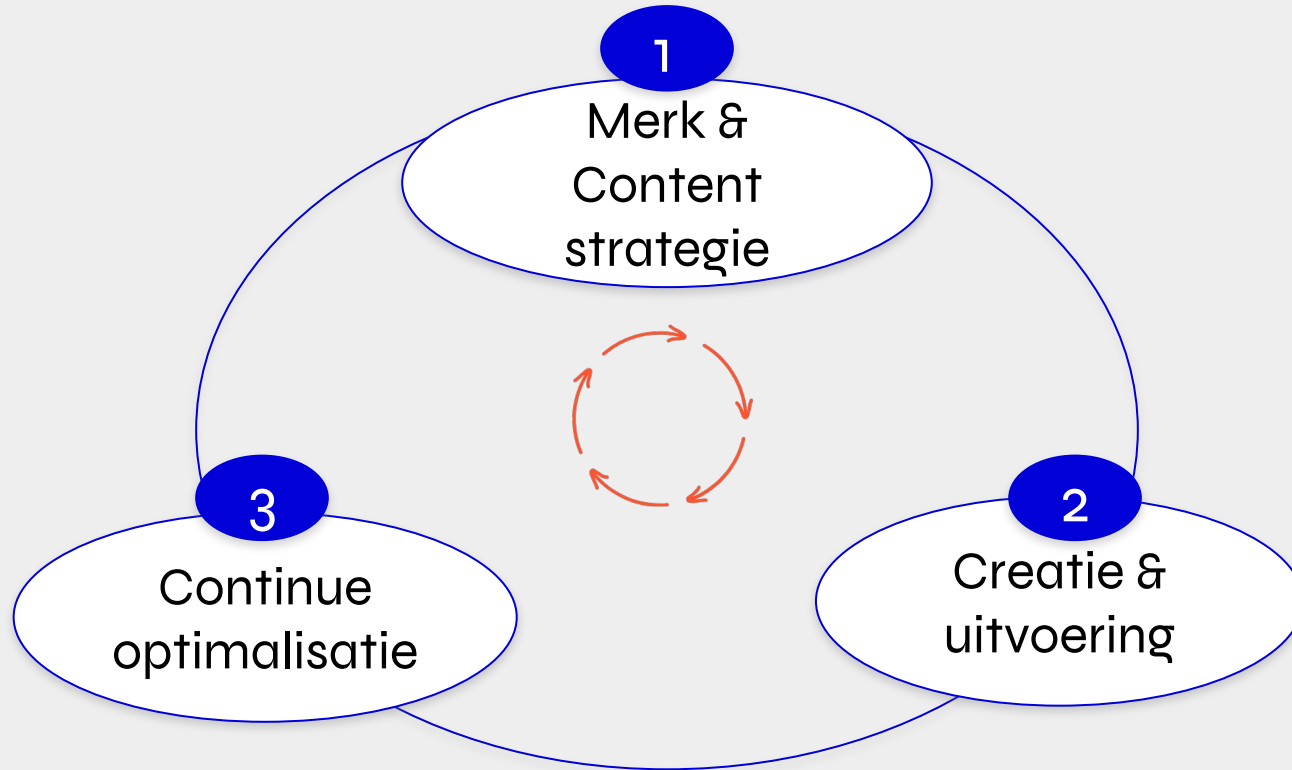 1
Merk &
Content
strategie
2
Creatie &
uitvoering
3
Continue
optimalisatie